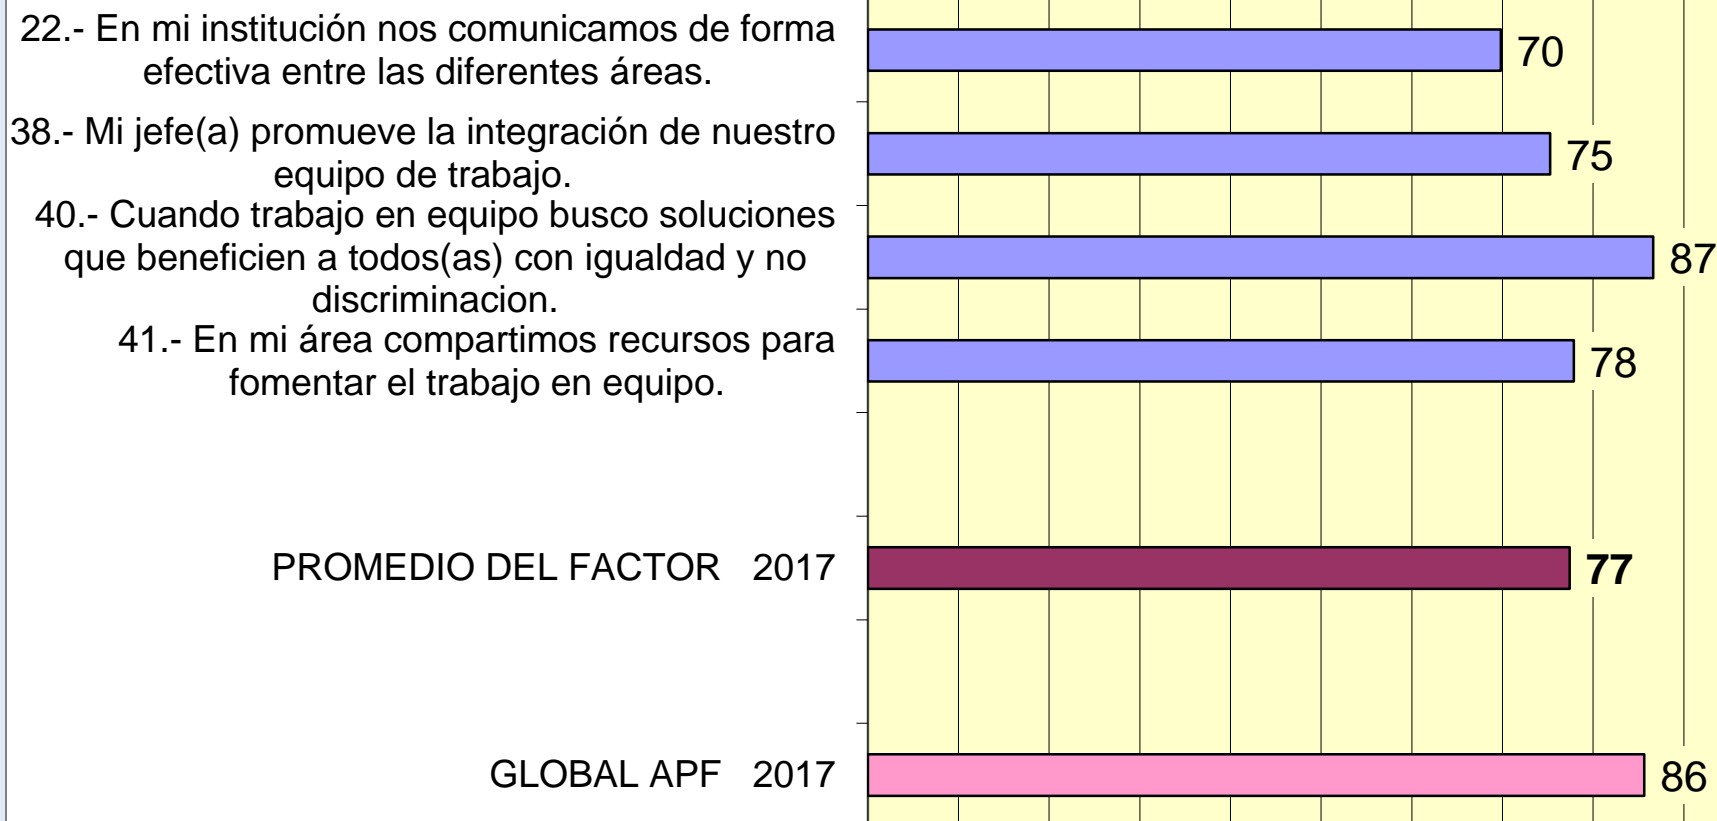 22.- En mi institución nos comunicamos de forma
efectiva entre las diferentes áreas.
70
38.- Mi jefe(a) promueve la integración de nuestro
equipo de trabajo.
75
40.- Cuando trabajo en equipo busco soluciones
que beneficien a todos(as) con igualdad y no
discriminacion.
87
41.- En mi área compartimos recursos para
fomentar el trabajo en equipo.
78
PROMEDIO DEL FACTOR 2017
77
GLOBAL APF 2017
86